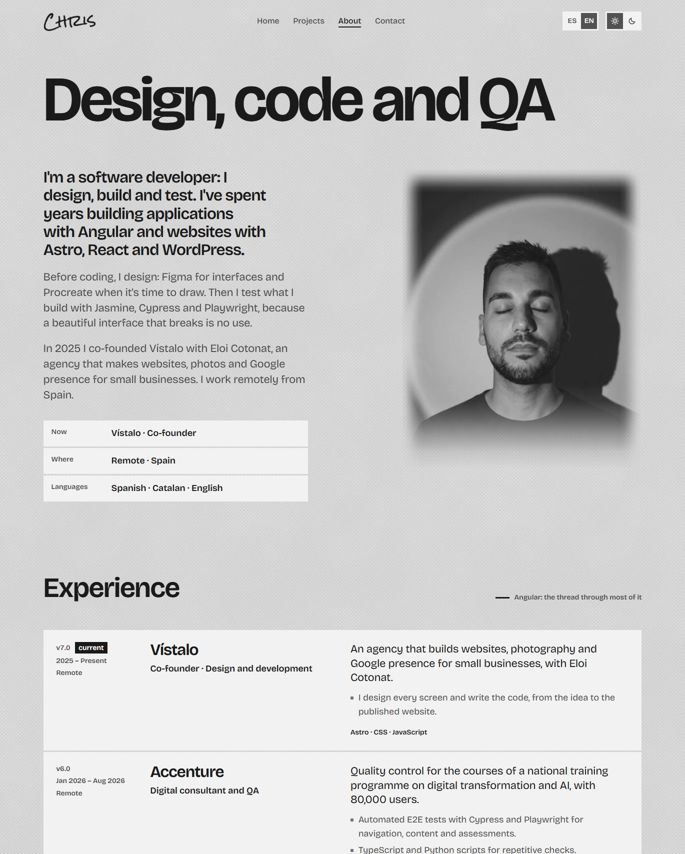 CHRIS
Home Projects About Contact
ES EN
Design, code and QA
I'm a software developer: I
design, build and test. I've spent
years building applications
with Angular and websites with
Astro, React and WordPress.
Before coding, I design: Figma for interfaces and
Procreate when it's time to draw. Then I test what I
build with Jasmine, Cypress and Playwright, because
a beautiful interface that breaks is no use.
In 2025 I co-founded Vístalo with Eloi Cotonat, an
agency that makes websites, photos and Google
presence for small businesses. I work remotely from
Spain.
Now Vístalo · Co-founder
Where Remote · Spain
Languages Spanish · Catalan · English
Experience
Angular: the thread through most of it
v7.0 current
2025 – Present
Remote
Vístalo
Co-founder · Design and development
An agency that builds websites, photography and
Google presence for small businesses, with Eloi
Cotonat.
I design every screen and write the code, from the idea to the
published website.
Astro · CSS · JavaScript
v6.0
Jan 2026 – Aug 2026
Remote
Accenture
Digital consultant and QA
Quality control for the courses of a national training
programme on digital transformation and AI, with
80,000 users.
Automated E2E tests with Cypress and Playwright for
navigation, content and assessments.
TypeScript and Python scripts for repetitive checks.